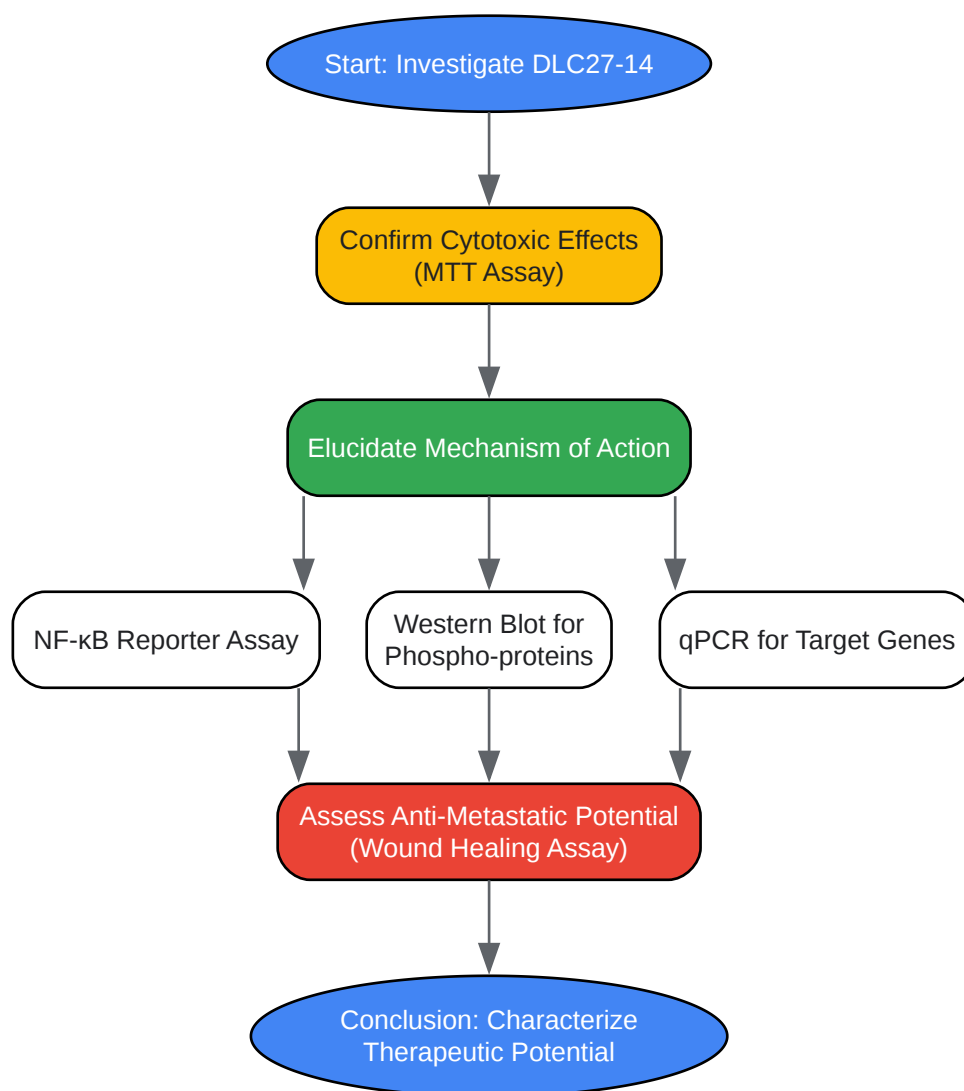 Start: Investigate DLC27-14
Confirm Cytotoxic Effects
(MTT Assay)
Elucidate Mechanism of Action
NF-κB Reporter Assay
Western Blot for
Phospho-proteins
qPCR for Target Genes
Assess Anti-Metastatic Potential
(Wound Healing Assay)
Conclusion: Characterize
Therapeutic Potential